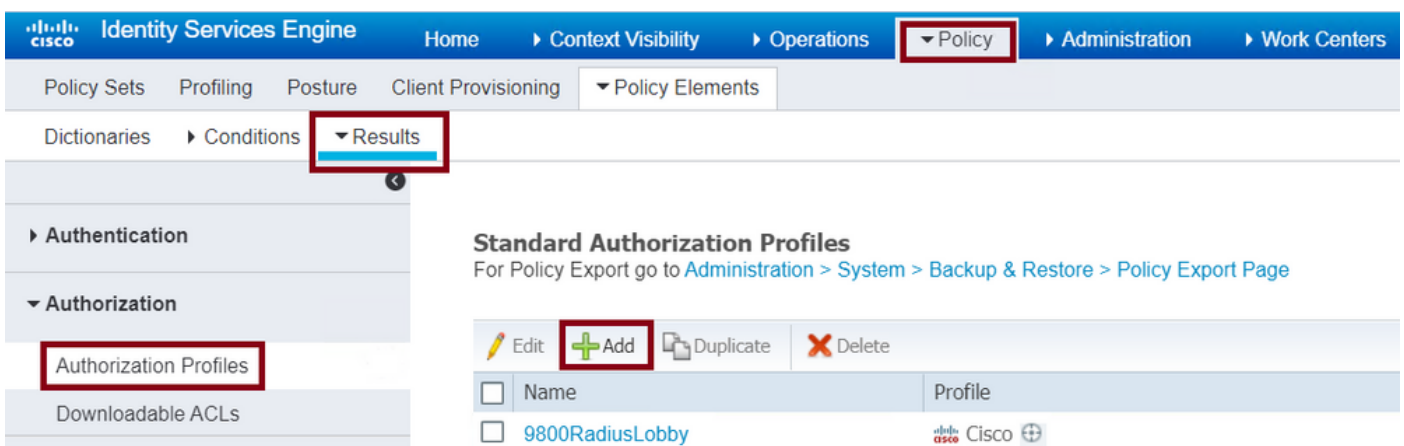 cisco Identity Services Engine Home Context Visibility Operations Policy Administration Work Centers
Policy Sets Profiling Posture Client Provisioning Policy Elements
Dictionaries Conditions Results
Authentication
Authorization
Authorization Profiles
Downloadable ACLs
Standard Authorization Profiles
For Policy Export go to Administration > System > Backup & Restore > Policy Export Page
Edit Add Duplicate Delete
Name Profile
9800RadiusLobby cisco Cisco